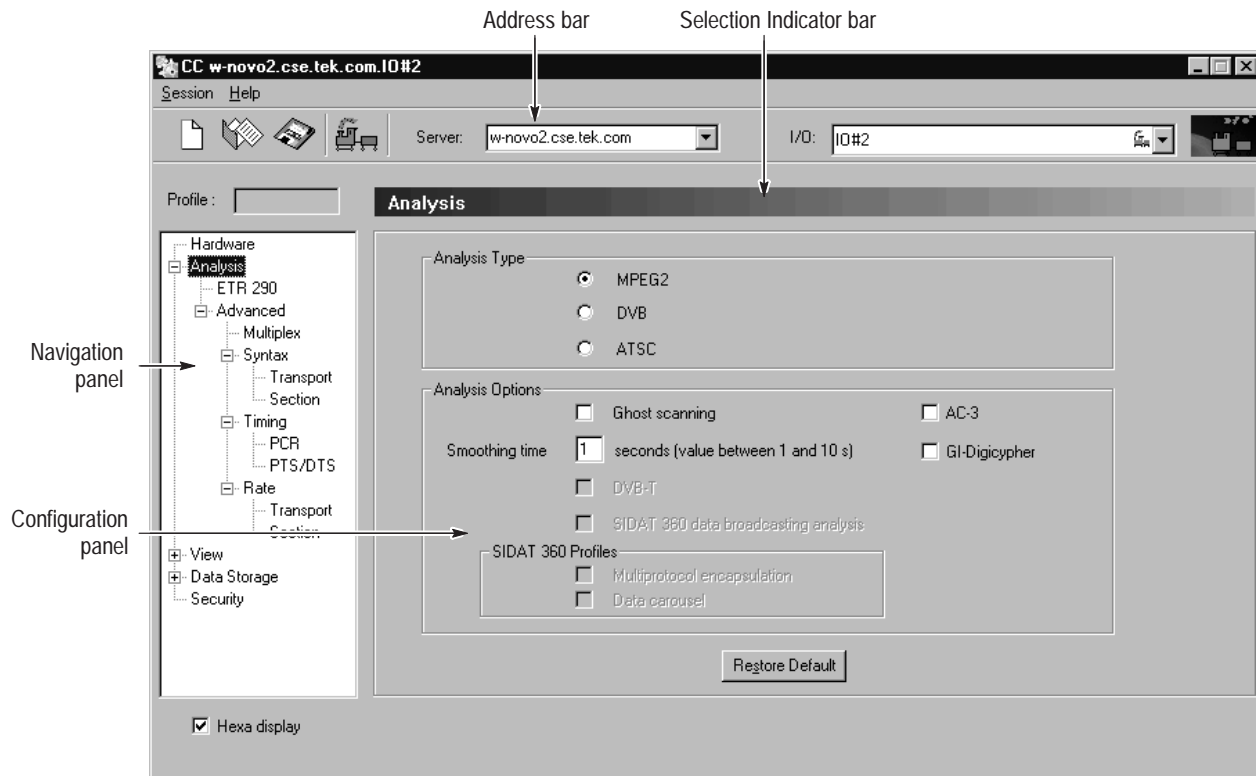 Address bar
Selection Indicator bar
CC w-novo2.cse.tek.com.IO#2
Session Help
Server: w-novo2.cse.tek.com I/O: IO#2
Profile :
Analysis
Hardware
Analysis
ETR 290
Advanced
Multiplex
Syntax
Transport
Section
Timing
PCR
PTS/DTS
Rate
Transport
Section
View
Data Storage
Security
Navigation
panel
Configuration
panel
Analysis Type
MPEG2
DVB
ATSC
Analysis Options
Ghost scanning AC-3
Smoothing time 1 seconds (value between 1 and 10 s) GI-Digicypher
DVB-T
SIDAT 360 data broadcasting analysis
SIDAT 360 Profiles
Multiprotocol encapsulation
Data carousel
Restore Default
Hexa display